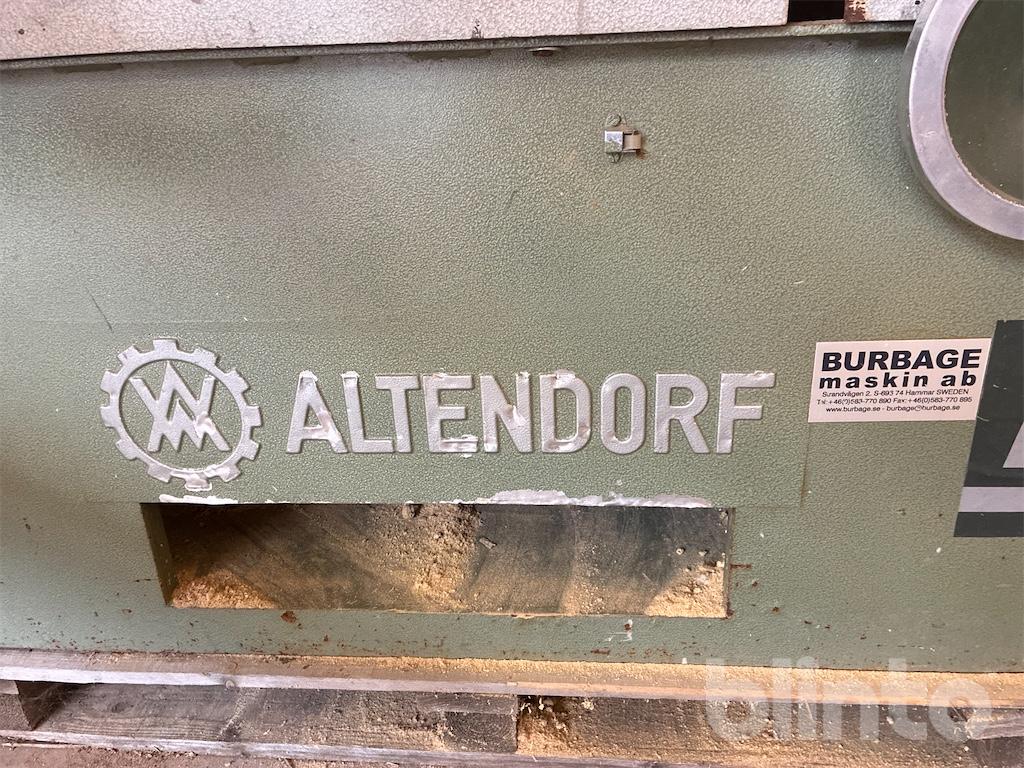 WA ALTENDORF
BURBAGE
maskin ab
Strandvägen 2, S-693 74 Hammar SWEDEN
Tel:+46(0)583-770 890 Fax:+46(0)583-770 895
www.burbage.se - burbage@burbage.se
blinto